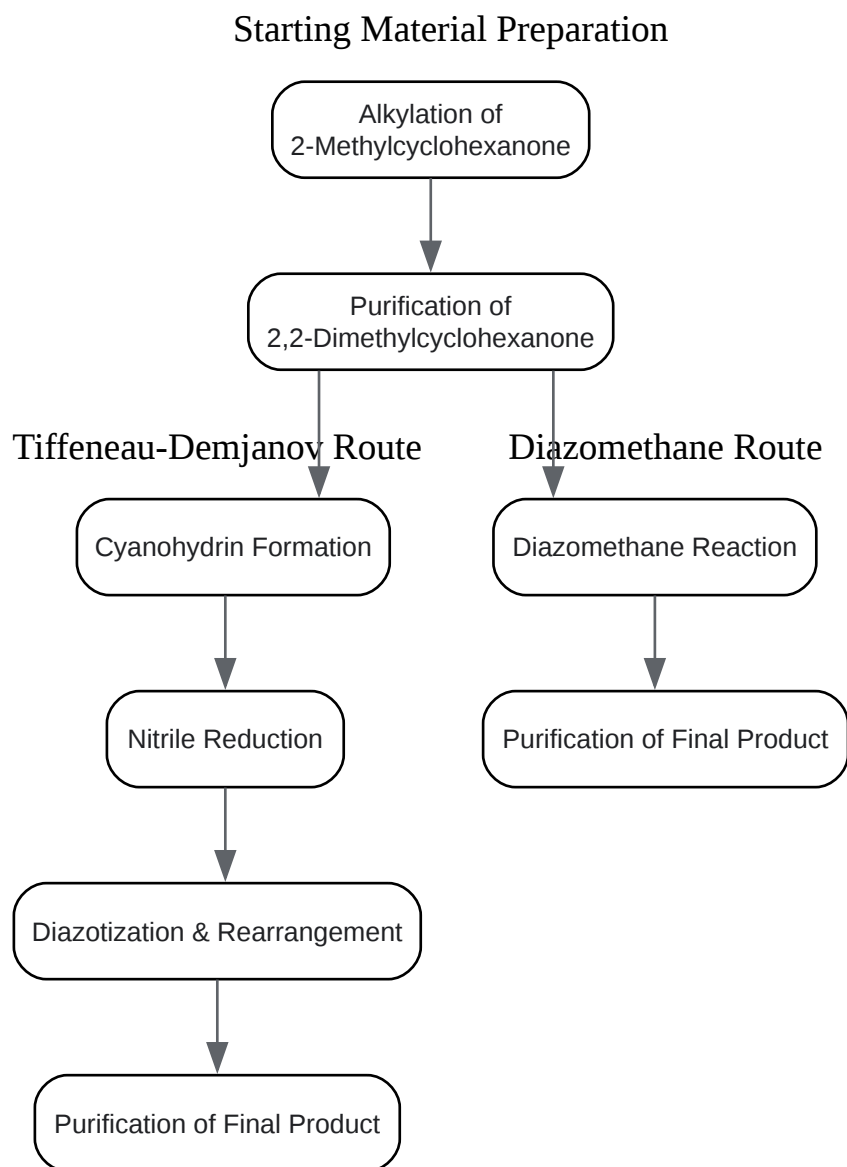 Starting Material Preparation
Alkylation of
2-Methylcyclohexanone
Purification of
2,2-Dimethylcyclohexanone
Tiffeneau-Demjanov Route
Diazomethane Route
Cyanohydrin Formation
Diazomethane Reaction
Nitrile Reduction
Purification of Final Product
Diazotization & Rearrangement
Purification of Final Product